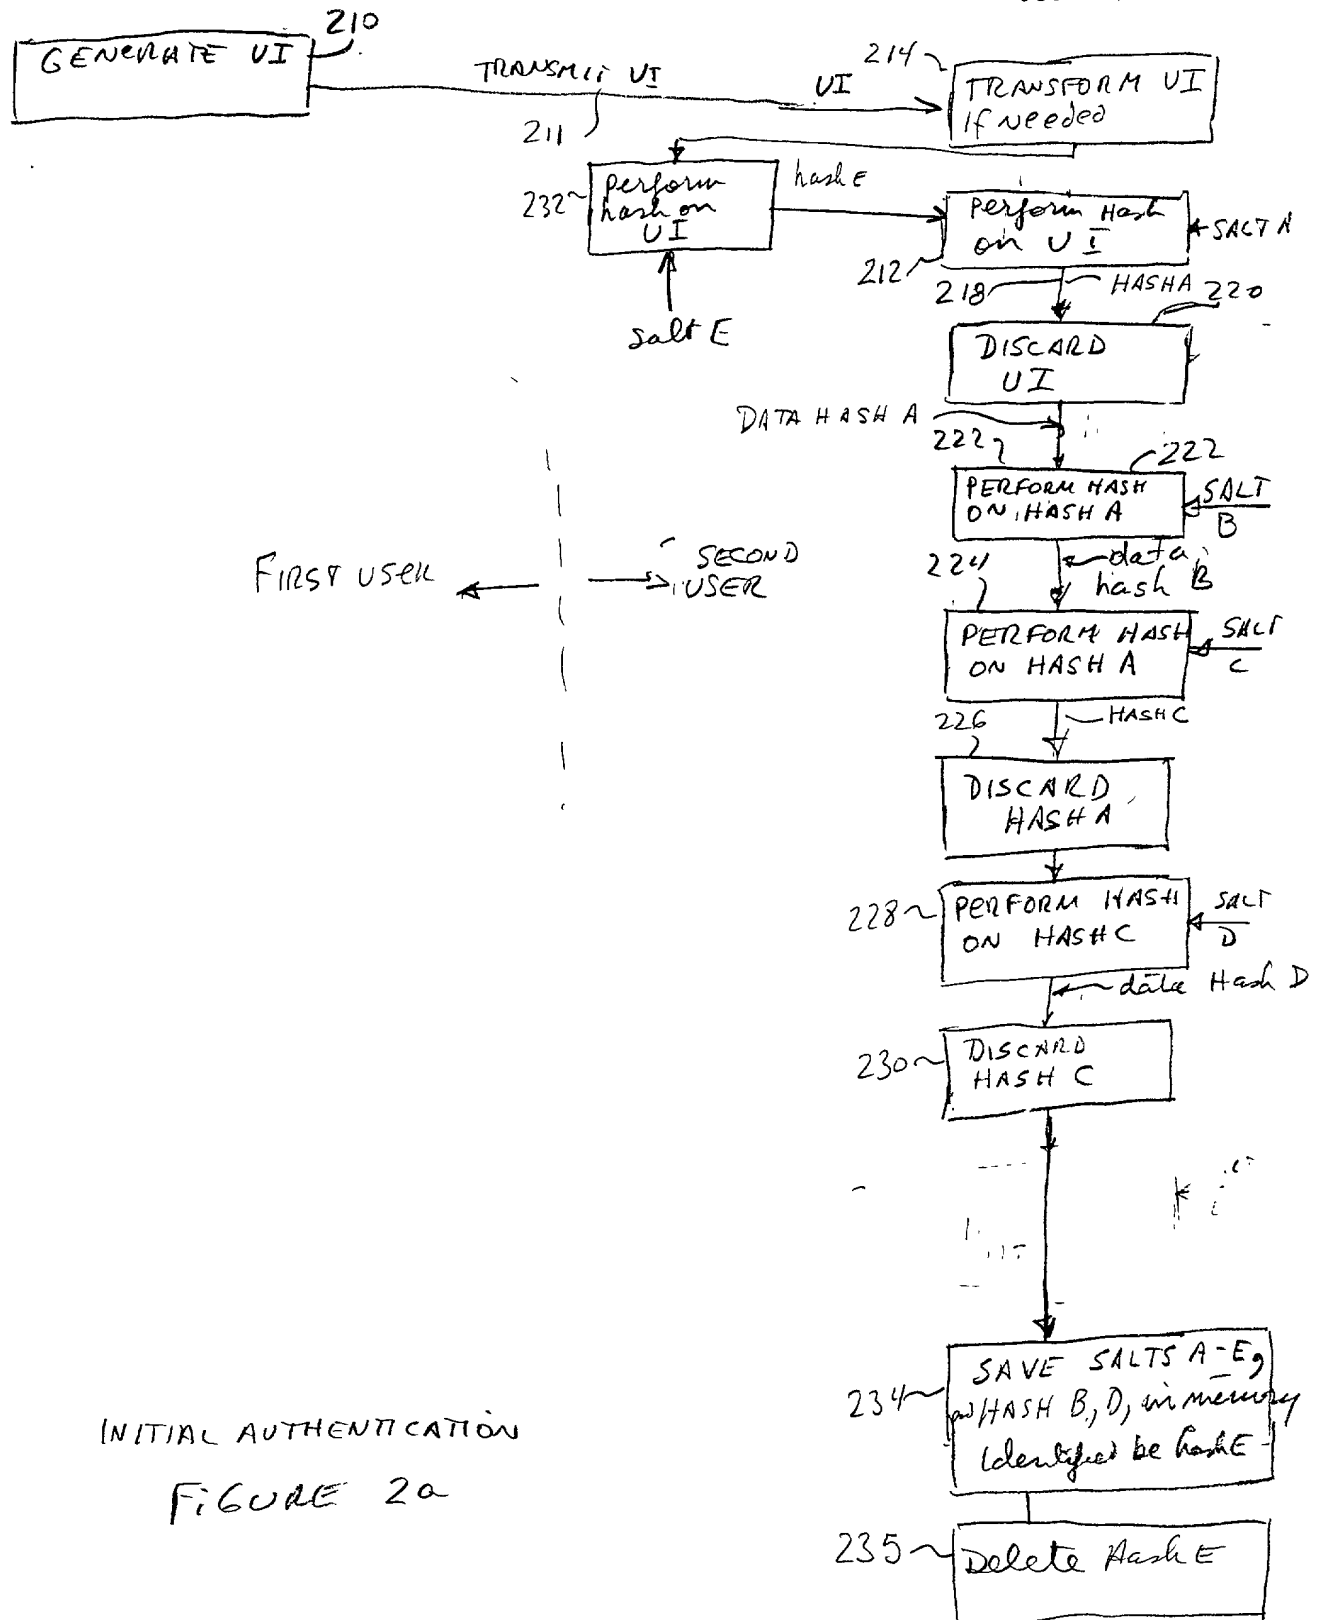 210
GENERATE UI
TRANSMIT UI
UI
211
214
TRANSFORM UI
if needed
232
perform
hash on
UI
hash E
salt E
perform Hash
on UI
SALT A
212
218
HASHA
220
DISCARD
UI
DATA HASH A
222
222
PERFORM HASH
ON HASH A
SALT
B
FIRST USER
SECOND
USER
data
hash B
224
PERFORM HASH
ON HASH A
SALT
C
226
HASH C
DISCARD
HASH A
228
PERFORM HASH
ON HASH C
SALT
D
data Hash D
230
DISCARD
HASH C
234
SAVE SALTS A-E,
HASH B, D, in memory
identified be hash E
INITIAL AUTHENTICATION
FIGURE 2a
235
Delete Hash E